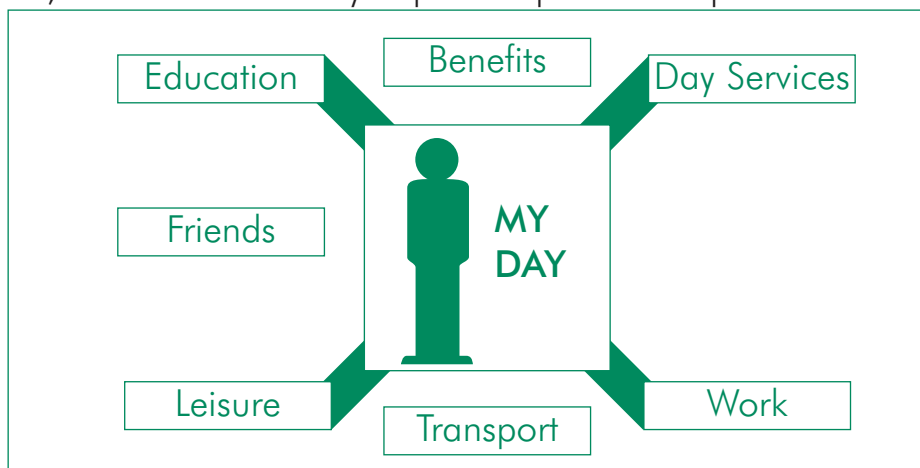 Benefits
Education
Day Services
MY
DAY
Friends
Leisure
Work
Transport